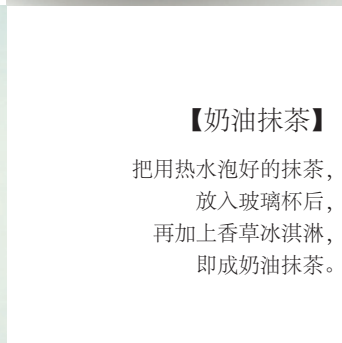 【奶油抹茶】
把用热水泡好的抹茶，
放入玻璃杯后，
再加上香草冰淇淋，
即成奶油抹茶。